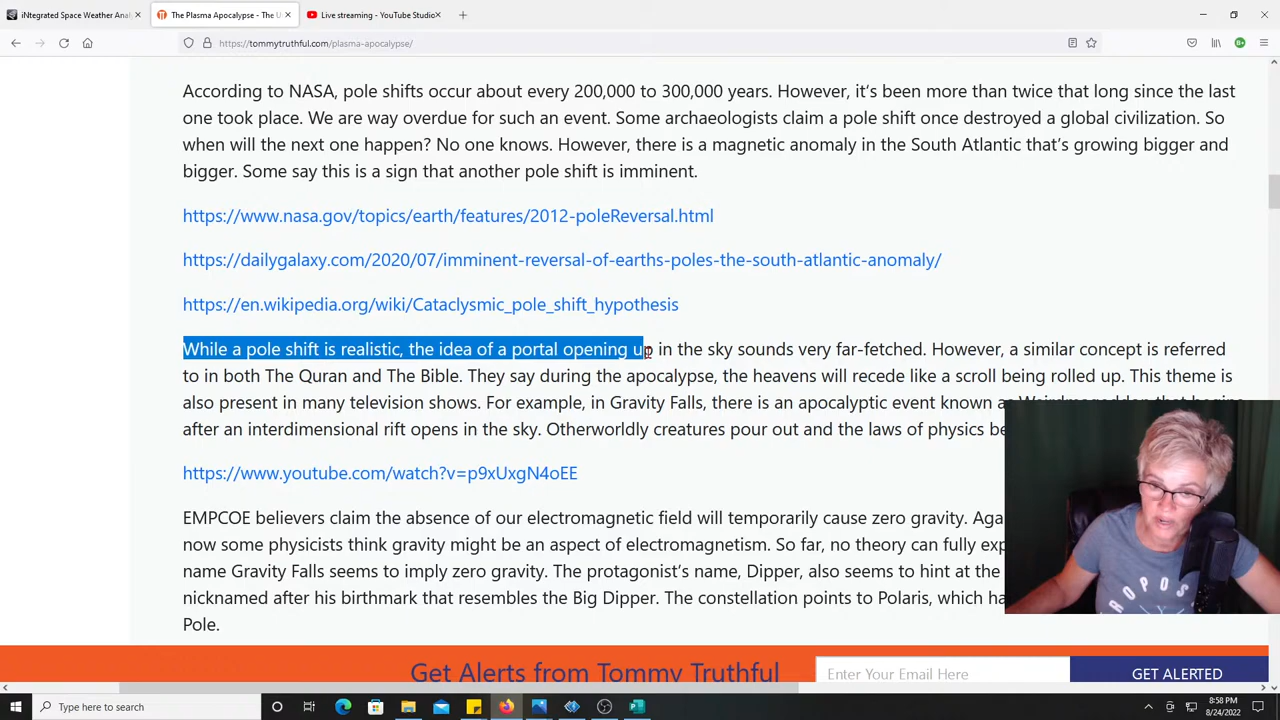 iNtegrated Space Weather Anal
The Plasma Apocalypse - The U
Live streaming - YouTube Studio
https://tommytruthful.com/plasma-apocalypse/
According to NASA, pole shifts occur about every 200,000 to 300,000 years. However, it's been more than twice that long since the last
one took place. We are way overdue for such an event. Some archaeologists claim a pole shift once destroyed a global civilization. So
when will the next one happen? No one knows. However, there is a magnetic anomaly in the South Atlantic that's growing bigger and
bigger. Some say this is a sign that another pole shift is imminent.
https://www.nasa.gov/topics/earth/features/2012-poleReversal.html
https://dailygalaxy.com/2020/07/imminent-reversal-of-earths-poles-the-south-atlantic-anomaly/
https://en.wikipedia.org/wiki/Cataclysmic_pole_shift_hypothesis
While a pole shift is realistic, the idea of a portal opening up in the sky sounds very far-fetched. However, a similar concept is referred
to in both The Quran and The Bible. They say during the apocalypse, the heavens will recede like a scroll being rolled up. This theme is
also present in many television shows. For example, in Gravity Falls, there is an apocalyptic event known as Weirdmageddon that begins
after an interdimensional rift opens in the sky. Otherworldly creatures pour out and the laws of physics be
https://www.youtube.com/watch?v=p9xUxgN4oEE
EMPCOE believers claim the absence of our electromagnetic field will temporarily cause zero gravity. Aga
now some physicists think gravity might be an aspect of electromagnetism. So far, no theory can fully exp
name Gravity Falls seems to imply zero gravity. The protagonist's name, Dipper, also seems to hint at the
nicknamed after his birthmark that resembles the Big Dipper. The constellation points to Polaris, which ha
Pole.
Get Alerts from Tommy Truthful
Enter Your Email Here
GET ALERTED
Type here to search
8:58 PM
8/24/2022